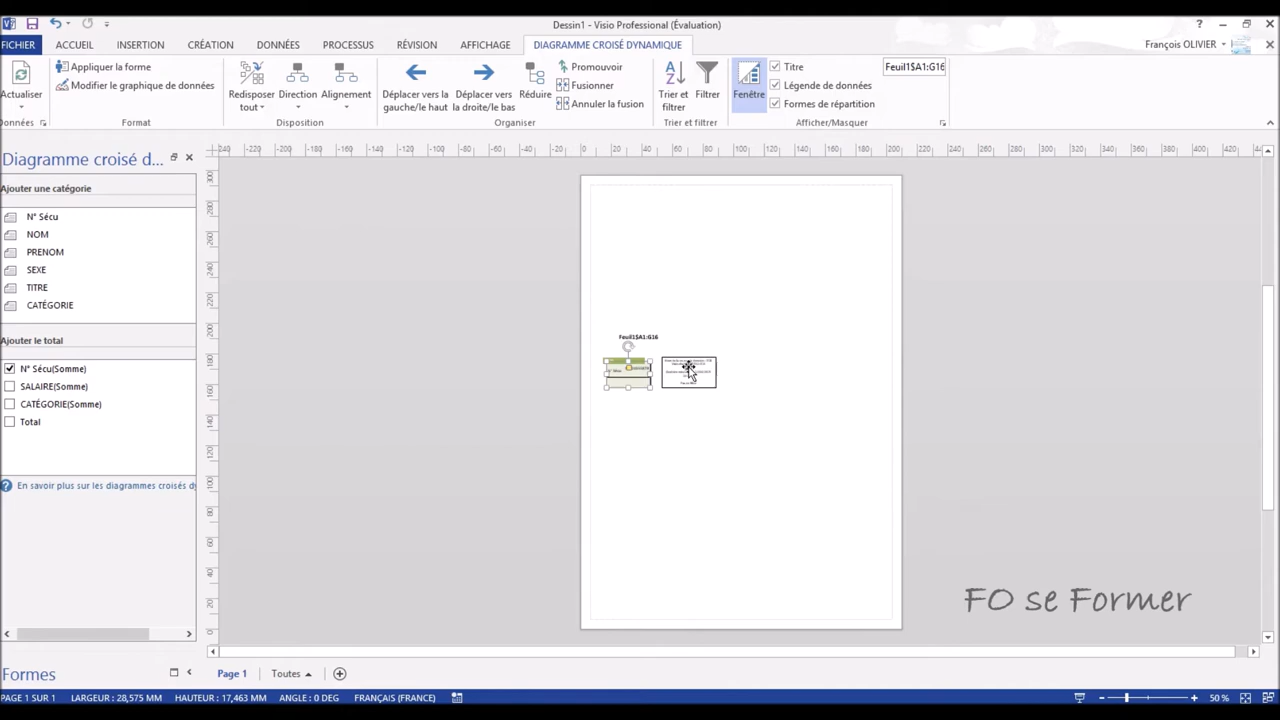 Dessin1 - Visio Professional (Évaluation)
FICHIER ACCUEIL INSERTION CRÉATION DONNÉES PROCESSUS RÉVISION AFFICHAGE DIAGRAMME CROISÉ DYNAMIQUE François OLIVIER
Actualiser
Appliquer la forme
Modifier le graphique de données
Redisposer tout
Direction
Alignement
Déplacer vers la gauche/le haut
Déplacer vers la droite/le bas
Réduire
Promouvoir
Fusionner
Annuler la fusion
Trier et filtrer
Filtrer
Fenêtre
Titre
Légende de données
Formes de répartition
Feuil1$A1:G16
Données Format Disposition Organiser Trier et filtrer Afficher/Masquer
Diagramme croisé d...
Ajouter une catégorie
N° Sécu
NOM
PRENOM
SEXE
TITRE
CATÉGORIE
Ajouter le total
N° Sécu(Somme)
SALAIRE(Somme)
CATÉGORIE(Somme)
Total
En savoir plus sur les diagrammes croisés dy
Feuil1$A1:G16
FO se Former
Formes
Page 1 Toutes
PAGE 1 SUR 1 LARGEUR : 28,575 MM HAUTEUR : 17,463 MM ANGLE : 0 DEG FRANÇAIS (FRANCE) 50 %